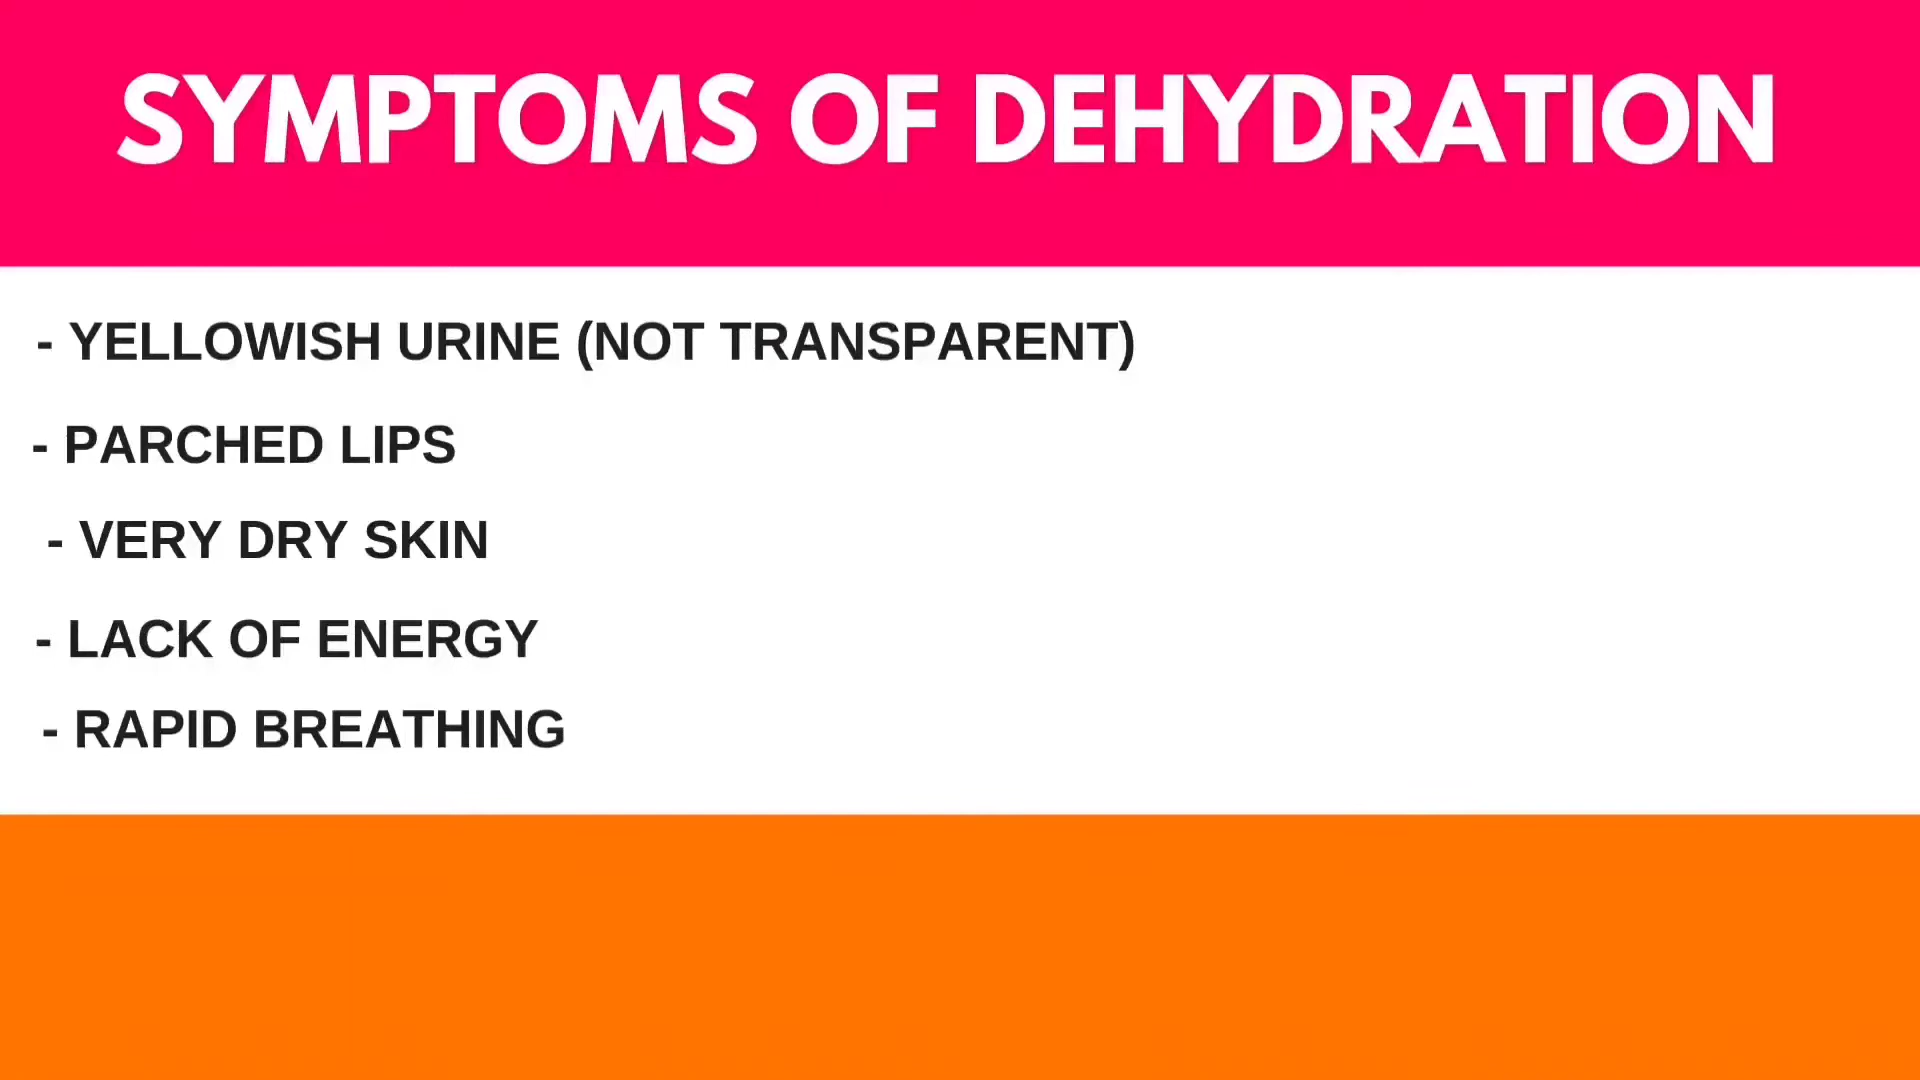 SYMPTOMS OF DEHYDRATION
- YELLOWISH URINE (NOT TRANSPARENT)
- PARCHED LIPS
- VERY DRY SKIN
- LACK OF ENERGY
- RAPID BREATHING